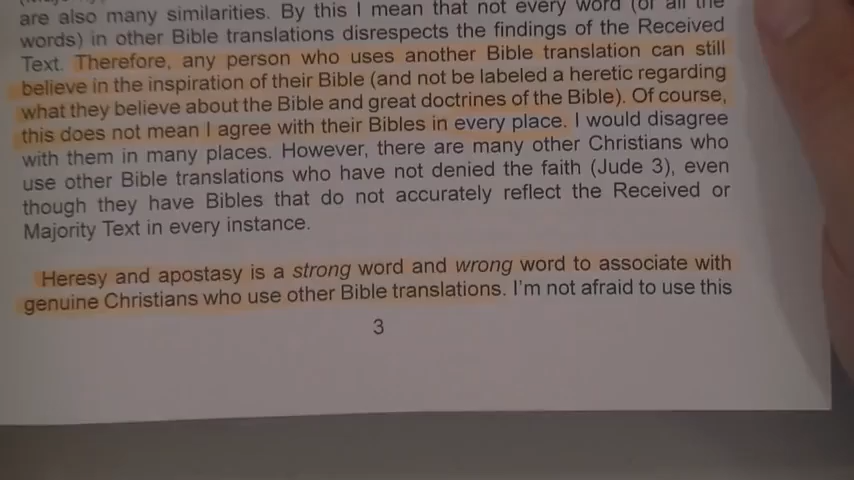 are also many similarities. By this I mean that not every word (or all the
words) in other Bible translations disrespects the findings of the Received
Text. Therefore, any person who uses another Bible translation can still
believe in the inspiration of their Bible (and not be labeled a heretic regarding
what they believe about the Bible and great doctrines of the Bible). Of course,
this does not mean I agree with their Bibles in every place. I would disagree
with them in many places. However, there are many other Christians who
use other Bible translations who have not denied the faith (Jude 3), even
though they have Bibles that do not accurately reflect the Received or
Majority Text in every instance.
Heresy and apostasy is a strong word and wrong word to associate with
genuine Christians who use other Bible translations. I'm not afraid to use this
3